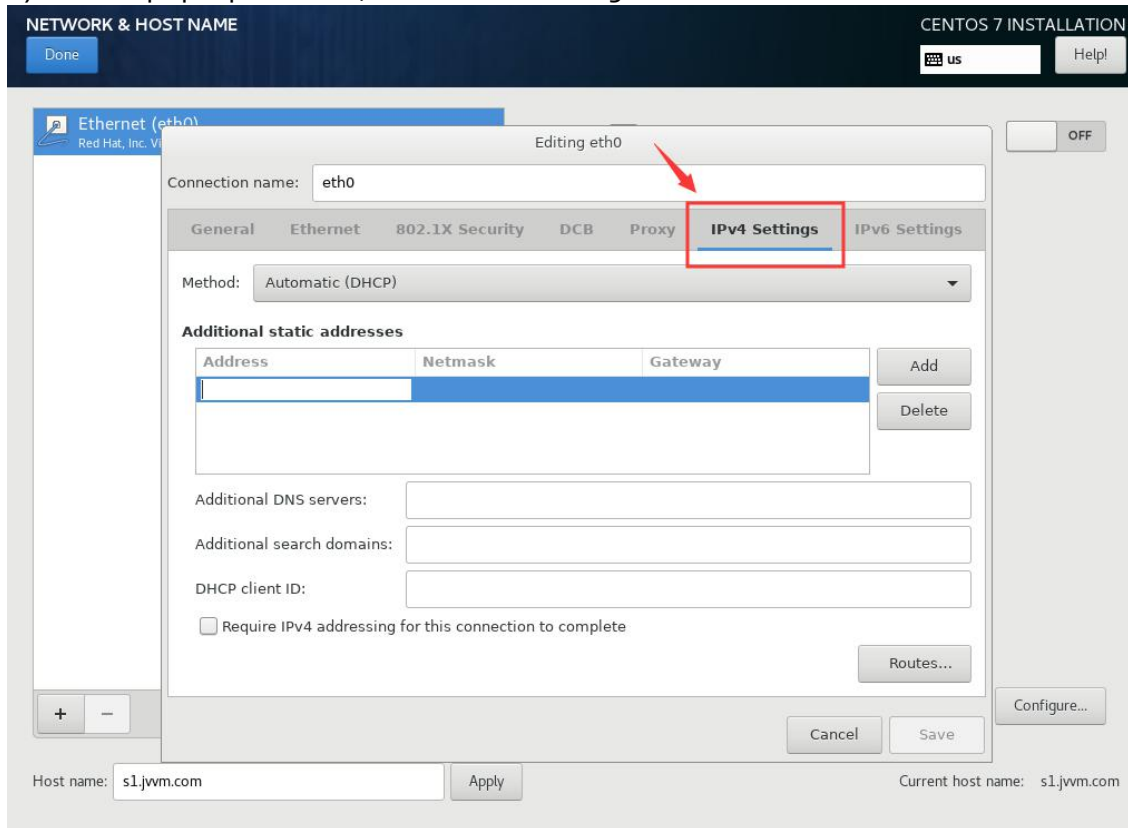 NETWORK & HOST NAME
CENTOS 7 INSTALLATION
Done
us
Help!
Ethernet (eth0)
Red Hat, Inc. Vi
OFF
Editing eth0
Connection name: eth0
General Ethernet 802.1X Security DCB Proxy IPv4 Settings IPv6 Settings
Method: Automatic (DHCP)
Additional static addresses
Address Netmask Gateway
Add
Delete
Additional DNS servers:
Additional search domains:
DHCP client ID:
Require IPv4 addressing for this connection to complete
Routes...
+ −
Configure...
Cancel Save
Host name: s1.jvvm.com Apply Current host name: s1.jvvm.com